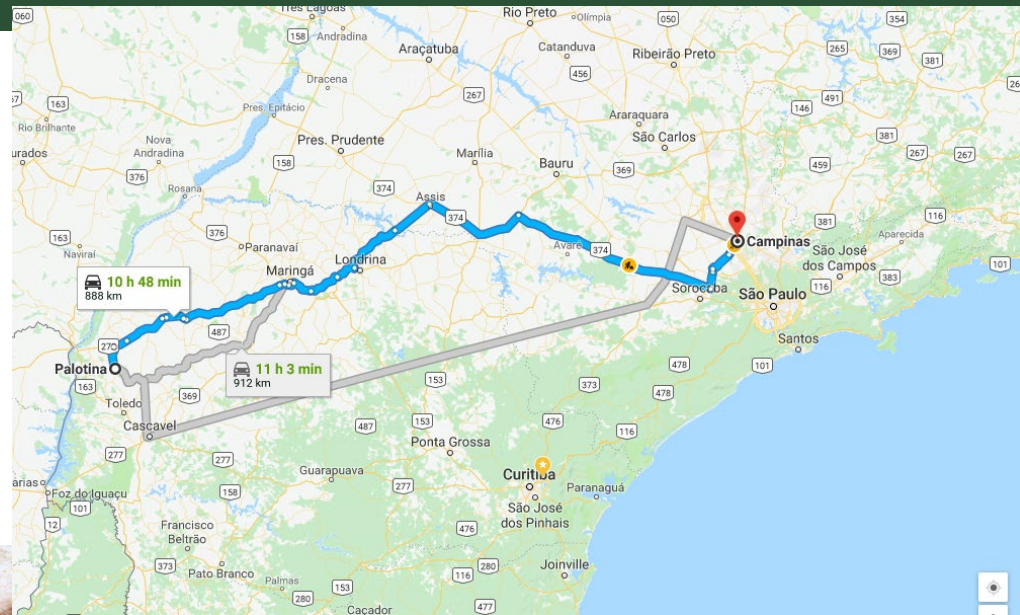 060
Três Lagoas
Rio Preto
Olímpia
050
354
158
Andradina
Araçatuba
Catanduva
Ribeirão Preto
265
369
381
456
Dracena
163
267
491
146
Pres. Epitácio
Rio Brilhante
Araraquara
São Carlos
381
Nova
Andradina
Pres. Prudente
Marília
Bauru
369
459
267
267
158
376
374
Rosana
Assis
374
116
376
Paranavaí
163
Naviraí
Avaré
374
381
Aparecida
Campinas
São José
dos Campos
101
Maringá
Londrina
10 h 48 min
888 km
Sorocaba
São Paulo
116
383
487
Santos
Palotina
163
11 h 3 min
912 km
478
101
Toledo
369
153
373
478
Cascavel
487
153
476
116
Ponta Grossa
277
277
Guarapuava
277
Curitiba
Paranaguá
Foz do Iguaçu
101
158
São José
dos Pinhais
12
Francisco
Beltrão
476
373
Pato Branco
Palmas
153
116
280
Joinville
280
Caçador
477